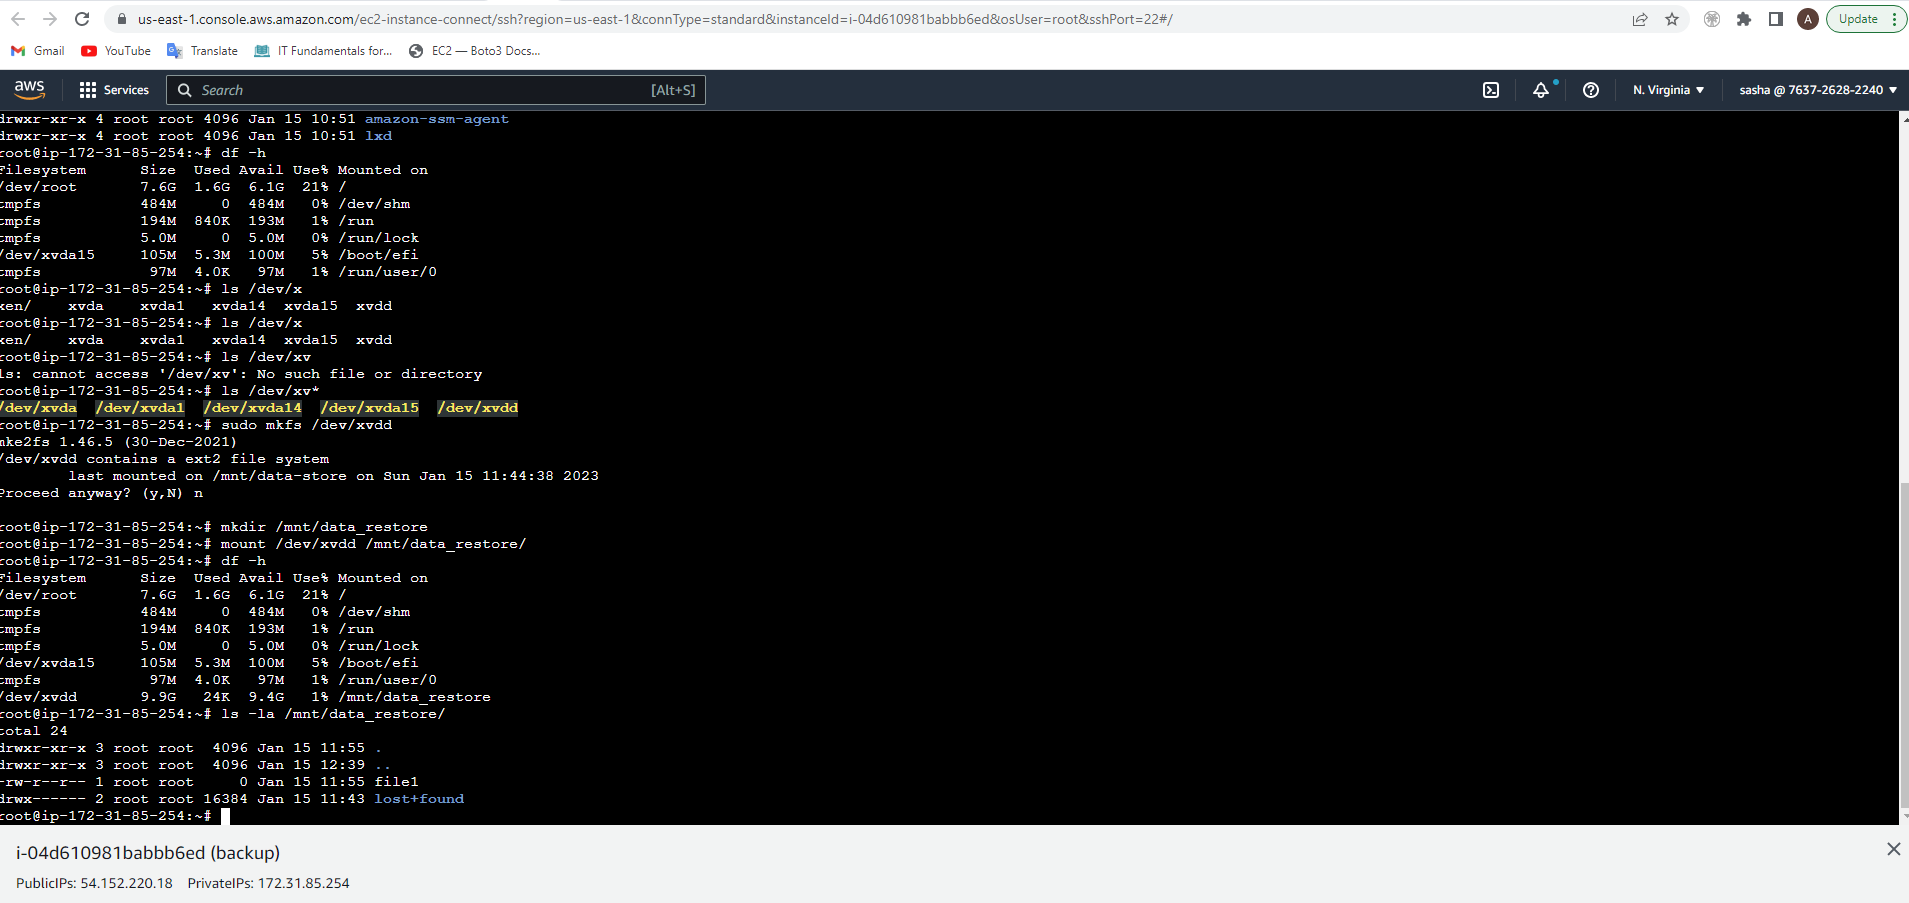 us-east-1.console.aws.amazon.com/ec2-instance-connect/ssh?region=us-east-1&connType=standard&instanceId=i-04d610981babbb6ed&osUser=root&sshPort=22#/
A
Update
Gmail YouTube Translate IT Fundamentals for... EC2 — Boto3 Docs...
aws Services Search [Alt+S] N. Virginia ▼ sasha @ 7637-2628-2240 ▼
drwxr-xr-x 4 root root 4096 Jan 15 10:51 amazon-ssm-agent
drwxr-xr-x 4 root root 4096 Jan 15 10:51 lxd
root@ip-172-31-85-254:~# df -h
Filesystem      Size  Used Avail Use% Mounted on
/dev/root       7.6G  1.6G  6.1G  21% /
tmpfs           484M     0  484M   0% /dev/shm
tmpfs           194M  840K  193M   1% /run
tmpfs           5.0M     0  5.0M   0% /run/lock
/dev/xvda15     105M  5.3M  100M   5% /boot/efi
tmpfs            97M  4.0K   97M   1% /run/user/0
root@ip-172-31-85-254:~# ls /dev/x
xen/    xvda    xvda1   xvda14  xvda15  xvdd
root@ip-172-31-85-254:~# ls /dev/x
xen/    xvda    xvda1   xvda14  xvda15  xvdd
root@ip-172-31-85-254:~# ls /dev/xv
ls: cannot access '/dev/xv': No such file or directory
root@ip-172-31-85-254:~# ls /dev/xv*
/dev/xvda  /dev/xvda1  /dev/xvda14  /dev/xvda15  /dev/xvdd
root@ip-172-31-85-254:~# sudo mkfs /dev/xvdd
mke2fs 1.46.5 (30-Dec-2021)
/dev/xvdd contains a ext2 file system
        last mounted on /mnt/data-store on Sun Jan 15 11:44:38 2023
Proceed anyway? (y,N) n
root@ip-172-31-85-254:~# mkdir /mnt/data_restore
root@ip-172-31-85-254:~# mount /dev/xvdd /mnt/data_restore/
root@ip-172-31-85-254:~# df -h
Filesystem      Size  Used Avail Use% Mounted on
/dev/root       7.6G  1.6G  6.1G  21% /
tmpfs           484M     0  484M   0% /dev/shm
tmpfs           194M  840K  193M   1% /run
tmpfs           5.0M     0  5.0M   0% /run/lock
/dev/xvda15     105M  5.3M  100M   5% /boot/efi
tmpfs            97M  4.0K   97M   1% /run/user/0
/dev/xvdd       9.9G   24K  9.4G   1% /mnt/data_restore
root@ip-172-31-85-254:~# ls -la /mnt/data_restore/
total 24
drwxr-xr-x 3 root root  4096 Jan 15 11:55 .
drwxr-xr-x 3 root root  4096 Jan 15 12:39 ..
-rw-r--r-- 1 root root     0 Jan 15 11:55 file1
drwx------ 2 root root 16384 Jan 15 11:43 lost+found
root@ip-172-31-85-254:~#
i-04d610981babbb6ed (backup)
PublicIPs: 54.152.220.18 PrivateIPs: 172.31.85.254